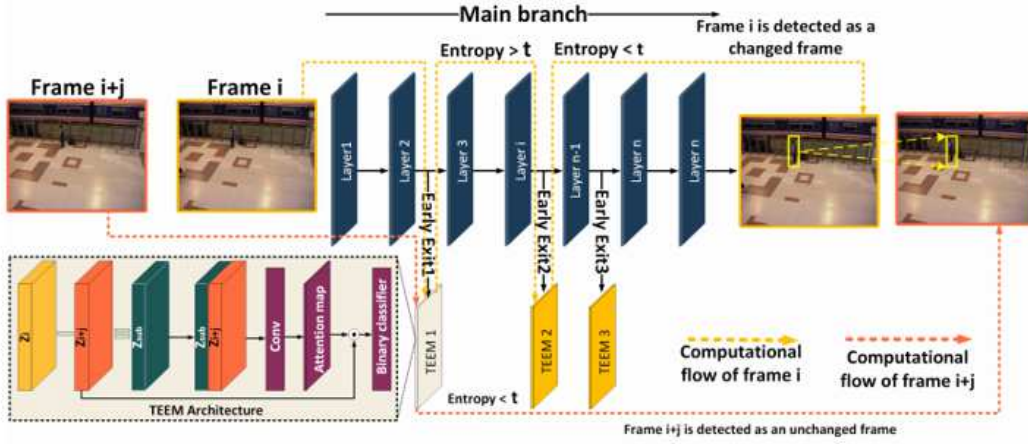 Main branch
Frame i is detected as a
changed frame
Entropy > t
Entropy < t
Frame i+j
Frame i
Layer1
Layer 2
Layer 3
Layer i
Layer n-1
Layer n
Layer n
Early Exit1
Early Exit2
Early Exit3
Zi
Zi+j
Zsub
Zsub
Zi+j
Conv
Attention map
Binary classifier
TEEM 1
TEEM 2
TEEM 3
TEEM Architecture
Entropy < t
Computational
flow of frame i
Computational
flow of frame i+j
Frame i+j is detected as an unchanged frame